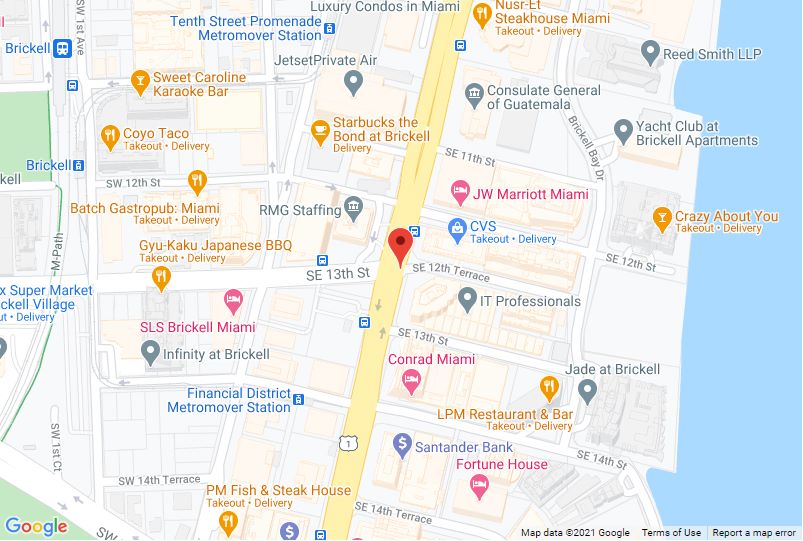 Luxury Condos in Miami
Nusr-Et
Steakhouse Miami
Takeout • Delivery
Tenth Street Promenade
Metromover Station
SW 1st Ave
Brickell
JetsetPrivate Air
Reed Smith LLP
Sweet Caroline
Karaoke Bar
Consulate General
of Guatemala
Coyo Taco
Takeout • Delivery
Starbucks the
Bond at Brickell
Delivery
Yacht Club at
Brickell Apartments
Brickell Bay Dr
SE 11th St
Brickell
ckell
SW 12th St
JW Marriott Miami
Batch Gastropub: Miami
Takeout • Delivery
RMG Staffing
CVS
Takeout • Delivery
Crazy About You
Takeout • Delivery
M-Path
Gyu-Kaku Japanese BBQ
Takeout • Delivery
SE 12th St
SE 13th St
SE 12th Terrace
x Super Market
ickell Village
out • Delivery
SLS Brickell Miami
IT Professionals
Infinity at Brickell
SE 13th St
Conrad Miami
Jade at Brickell
Financial District
Metromover Station
LPM Restaurant & Bar
Takeout • Delivery
SW 1st Ct
1
Santander Bank
SE 14th St
Fortune House
SW 14th Terrace
PM Fish & Steak House
Takeout • Delivery
SE 14th Terrace
SW
Google
Map data ©2021 Google
Terms of Use
Report a map error